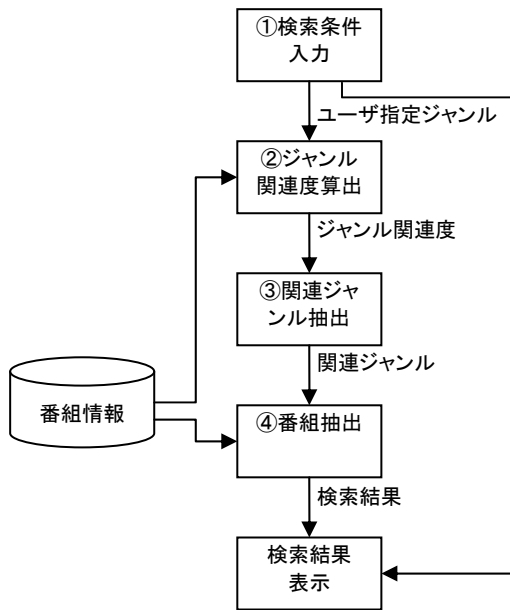 ①検索条件
入力
ユーザ指定ジャンル
②ジャンル
関連度算出
ジャンル関連度
③関連ジャ
ンル抽出
関連ジャンル
番組情報
④番組抽出
検索結果
検索結果
表示